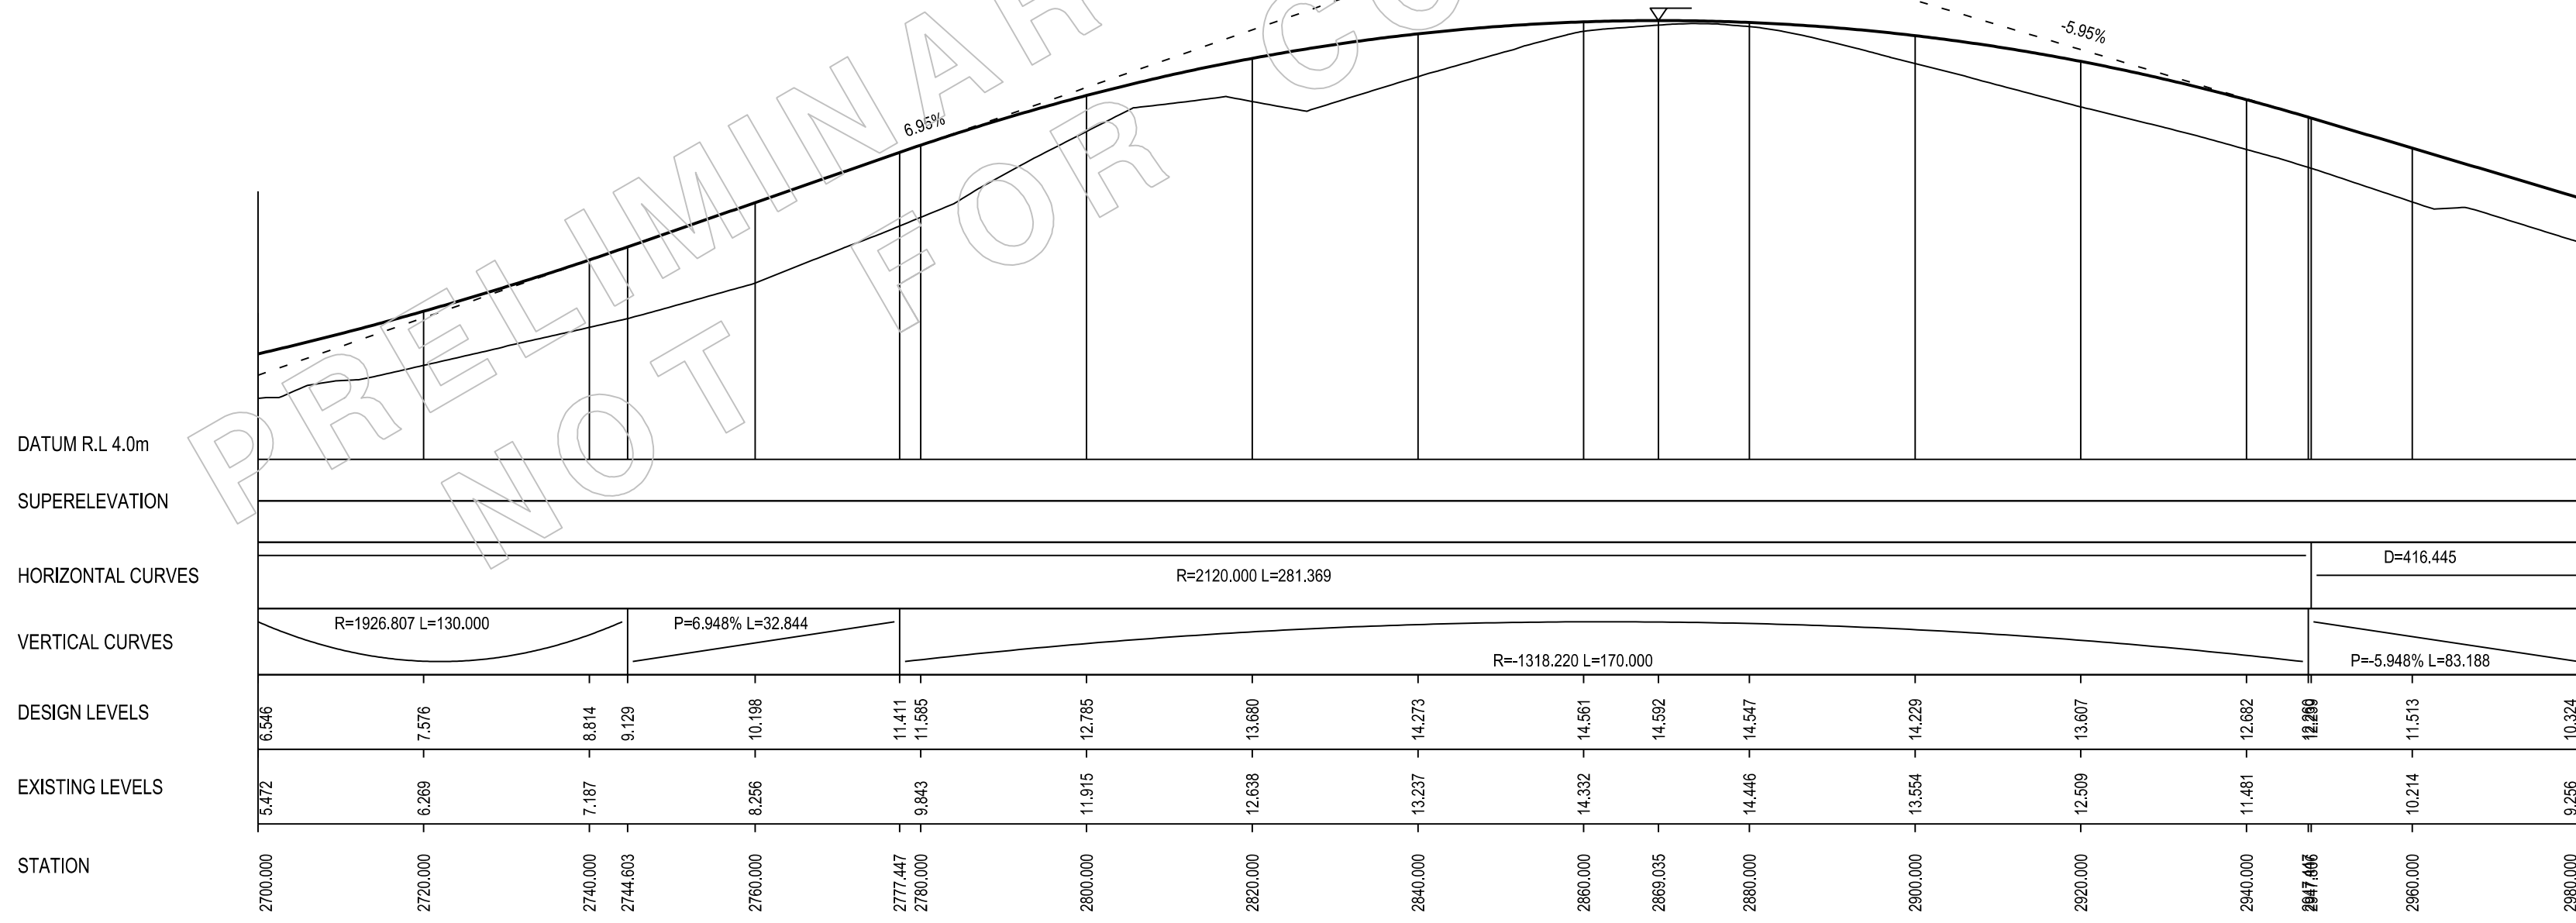 PRELIMINAR
NOT FOR CO
6.95%
-5.95%
DATUM R.L 4.0m
SUPERELEVATION
HORIZONTAL CURVES
R=2120.000 L=281.369
D=416.445
VERTICAL CURVES
R=1926.807 L=130.000
P=6.948% L=32.844
R=-1318.220 L=170.000
P=-5.948% L=83.188
DESIGN LEVELS
6.546 7.576 8.814 9.129 10.198 11.411 11.585 12.785 13.680 14.273 14.561 14.592 14.547 14.229 13.607 12.682 11.513 10.324
EXISTING LEVELS
5.472 6.269 7.187 8.256 9.843 11.915 12.638 13.237 14.332 14.446 13.554 12.509 11.481 10.214 9.256
STATION
2700.000 2720.000 2740.000 2744.603 2760.000 2777.447 2780.000 2800.000 2820.000 2840.000 2860.000 2869.035 2880.000 2900.000 2920.000 2940.000 2960.000 2980.000